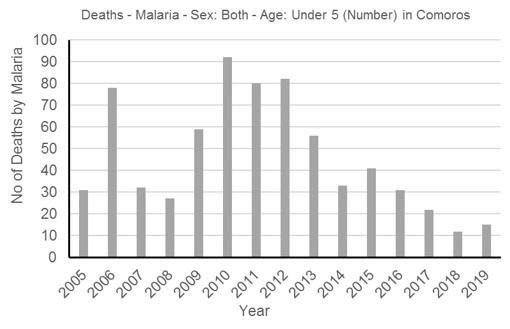 Deaths - Malaria - Sex: Both - Age: Under 5 (Number) in Comoros
No of Deaths by Malaria
100
90
80
70
60
50
40
30
20
10
0
2005 2006 2007 2008 2009 2010 2011 2012 2013 2014 2015 2016 2017 2018 2019
Year